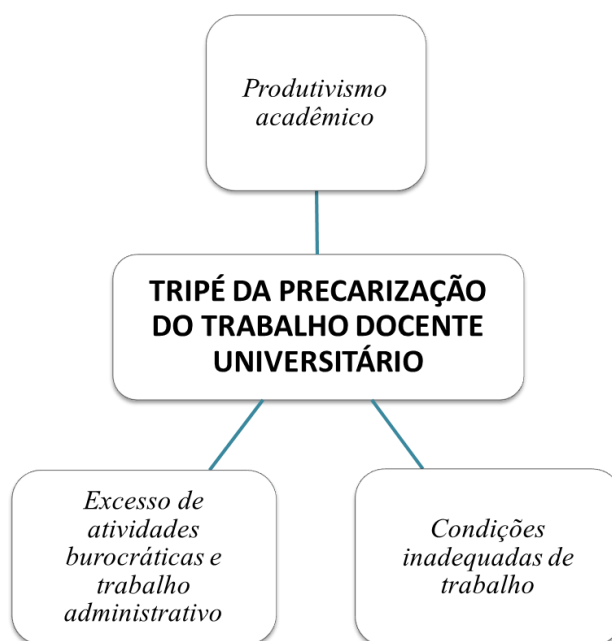 Produtivismo
acadêmico
TRIPÉ DA PRECARIZAÇÃO
DO TRABALHO DOCENTE
UNIVERSITÁRIO
Excesso de
atividades
burocráticas e
trabalho
administrativo
Condições
inadequadas de
trabalho